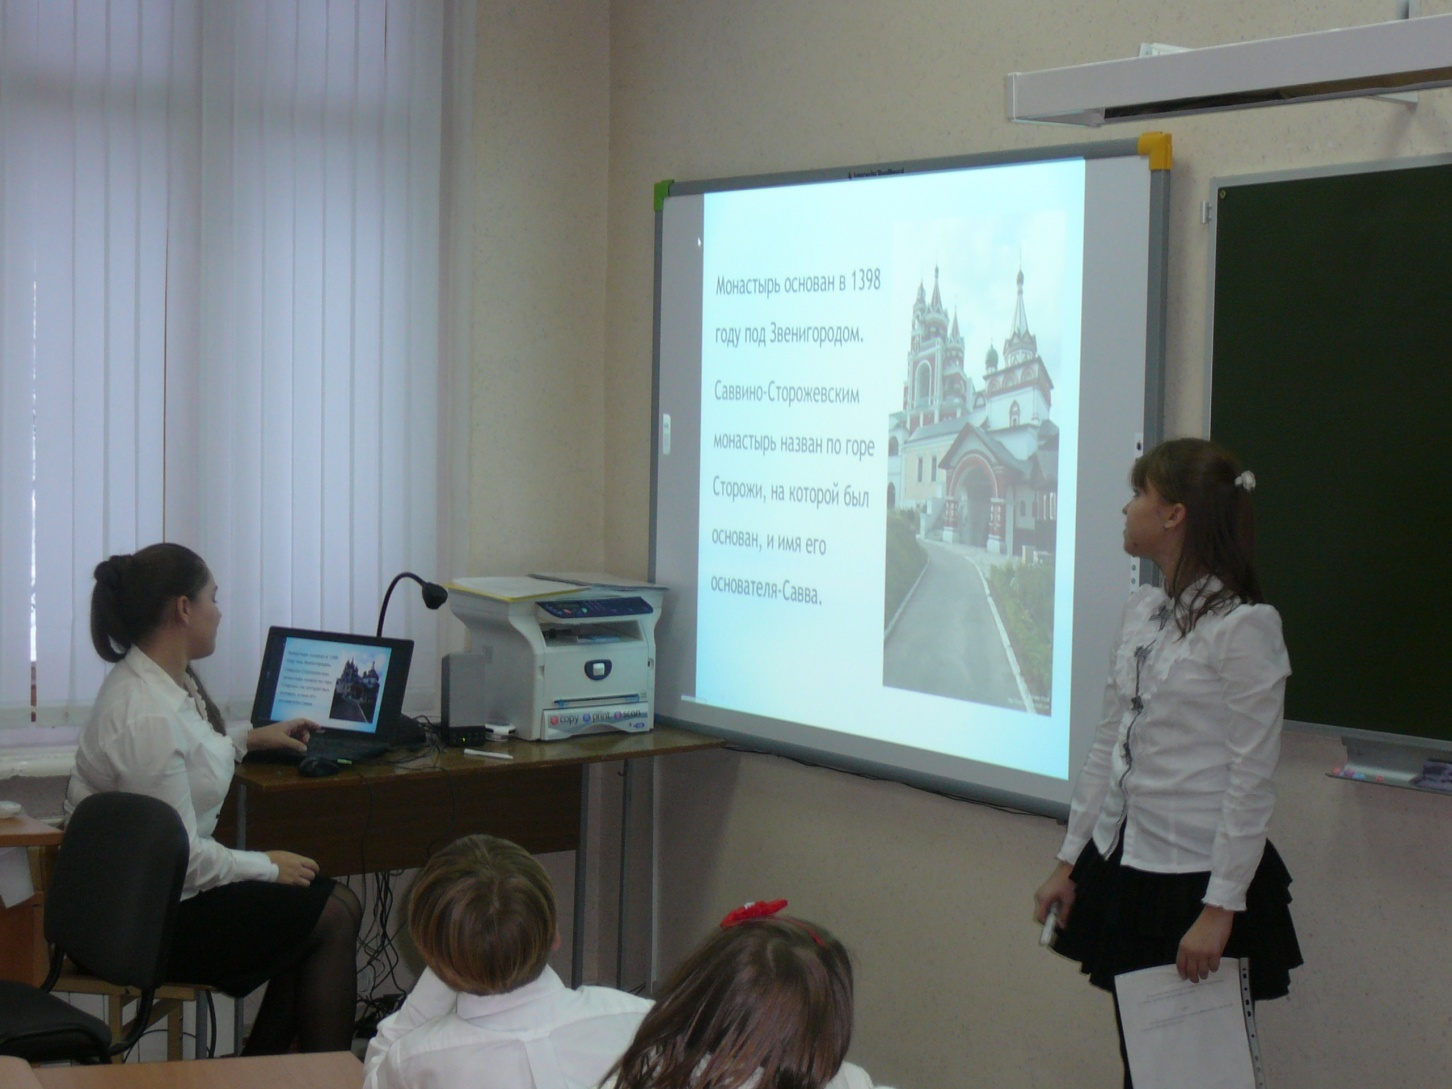 Монастырь основан в 1398
году под Звенигородом.
Саввино-Сторожевским
монастырь назван по горе
Сторожи, на которой был
основан, и имя его
основателя-Савва.
copy print scan